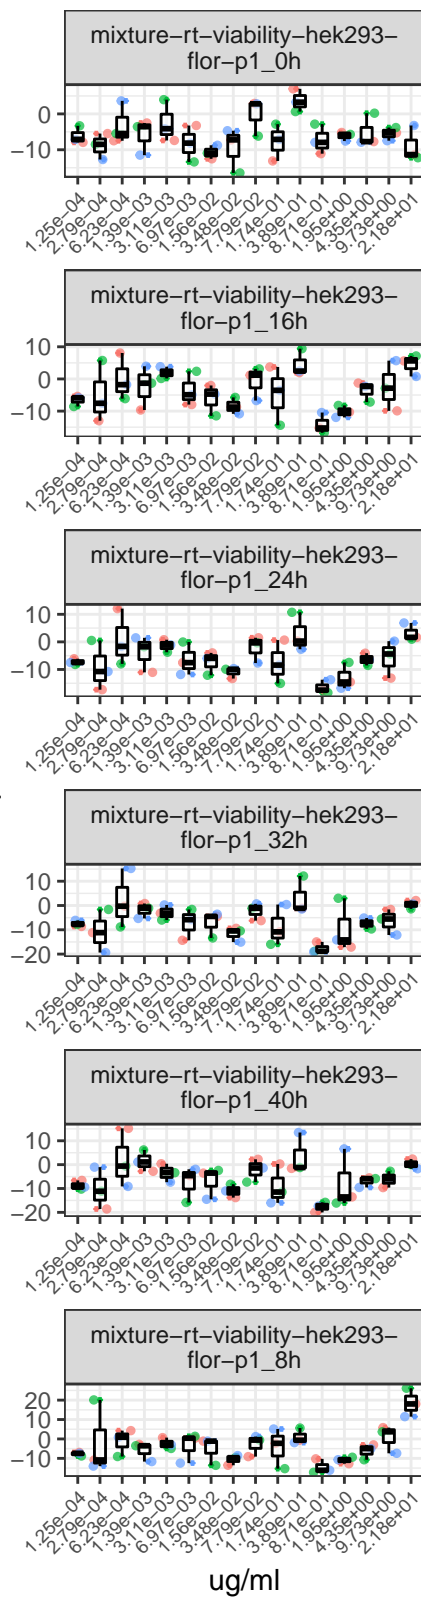 mixture−rt−viability−hek293−
flor−p1_0h
0
−10
1.25e−04
2.79e−04
6.23e−04
1.39e−03
3.11e−03
6.97e−03
1.56e−02
3.48e−02
7.79e−02
1.74e−01
3.89e−01
8.71e−01
1.95e+00
4.35e+00
9.73e+00
2.18e+01
mixture−rt−viability−hek293−
flor−p1_16h
10
0
−10
1.25e−04
2.79e−04
6.23e−04
1.39e−03
3.11e−03
6.97e−03
1.56e−02
3.48e−02
7.79e−02
1.74e−01
3.89e−01
8.71e−01
1.95e+00
4.35e+00
9.73e+00
2.18e+01
mixture−rt−viability−hek293−
flor−p1_24h
10
0
−10
1.25e−04
2.79e−04
6.23e−04
1.39e−03
3.11e−03
6.97e−03
1.56e−02
3.48e−02
7.79e−02
1.74e−01
3.89e−01
8.71e−01
1.95e+00
4.35e+00
9.73e+00
2.18e+01
mixture−rt−viability−hek293−
flor−p1_32h
10
0
−10
−20
1.25e−04
2.79e−04
6.23e−04
1.39e−03
3.11e−03
6.97e−03
1.56e−02
3.48e−02
7.79e−02
1.74e−01
3.89e−01
8.71e−01
1.95e+00
4.35e+00
9.73e+00
2.18e+01
mixture−rt−viability−hek293−
flor−p1_40h
10
0
−10
−20
1.25e−04
2.79e−04
6.23e−04
1.39e−03
3.11e−03
6.97e−03
1.56e−02
3.48e−02
7.79e−02
1.74e−01
3.89e−01
8.71e−01
1.95e+00
4.35e+00
9.73e+00
2.18e+01
mixture−rt−viability−hek293−
flor−p1_8h
20
10
0
−10
1.25e−04
2.79e−04
6.23e−04
1.39e−03
3.11e−03
6.97e−03
1.56e−02
3.48e−02
7.79e−02
1.74e−01
3.89e−01
8.71e−01
1.95e+00
4.35e+00
9.73e+00
2.18e+01
ug/ml